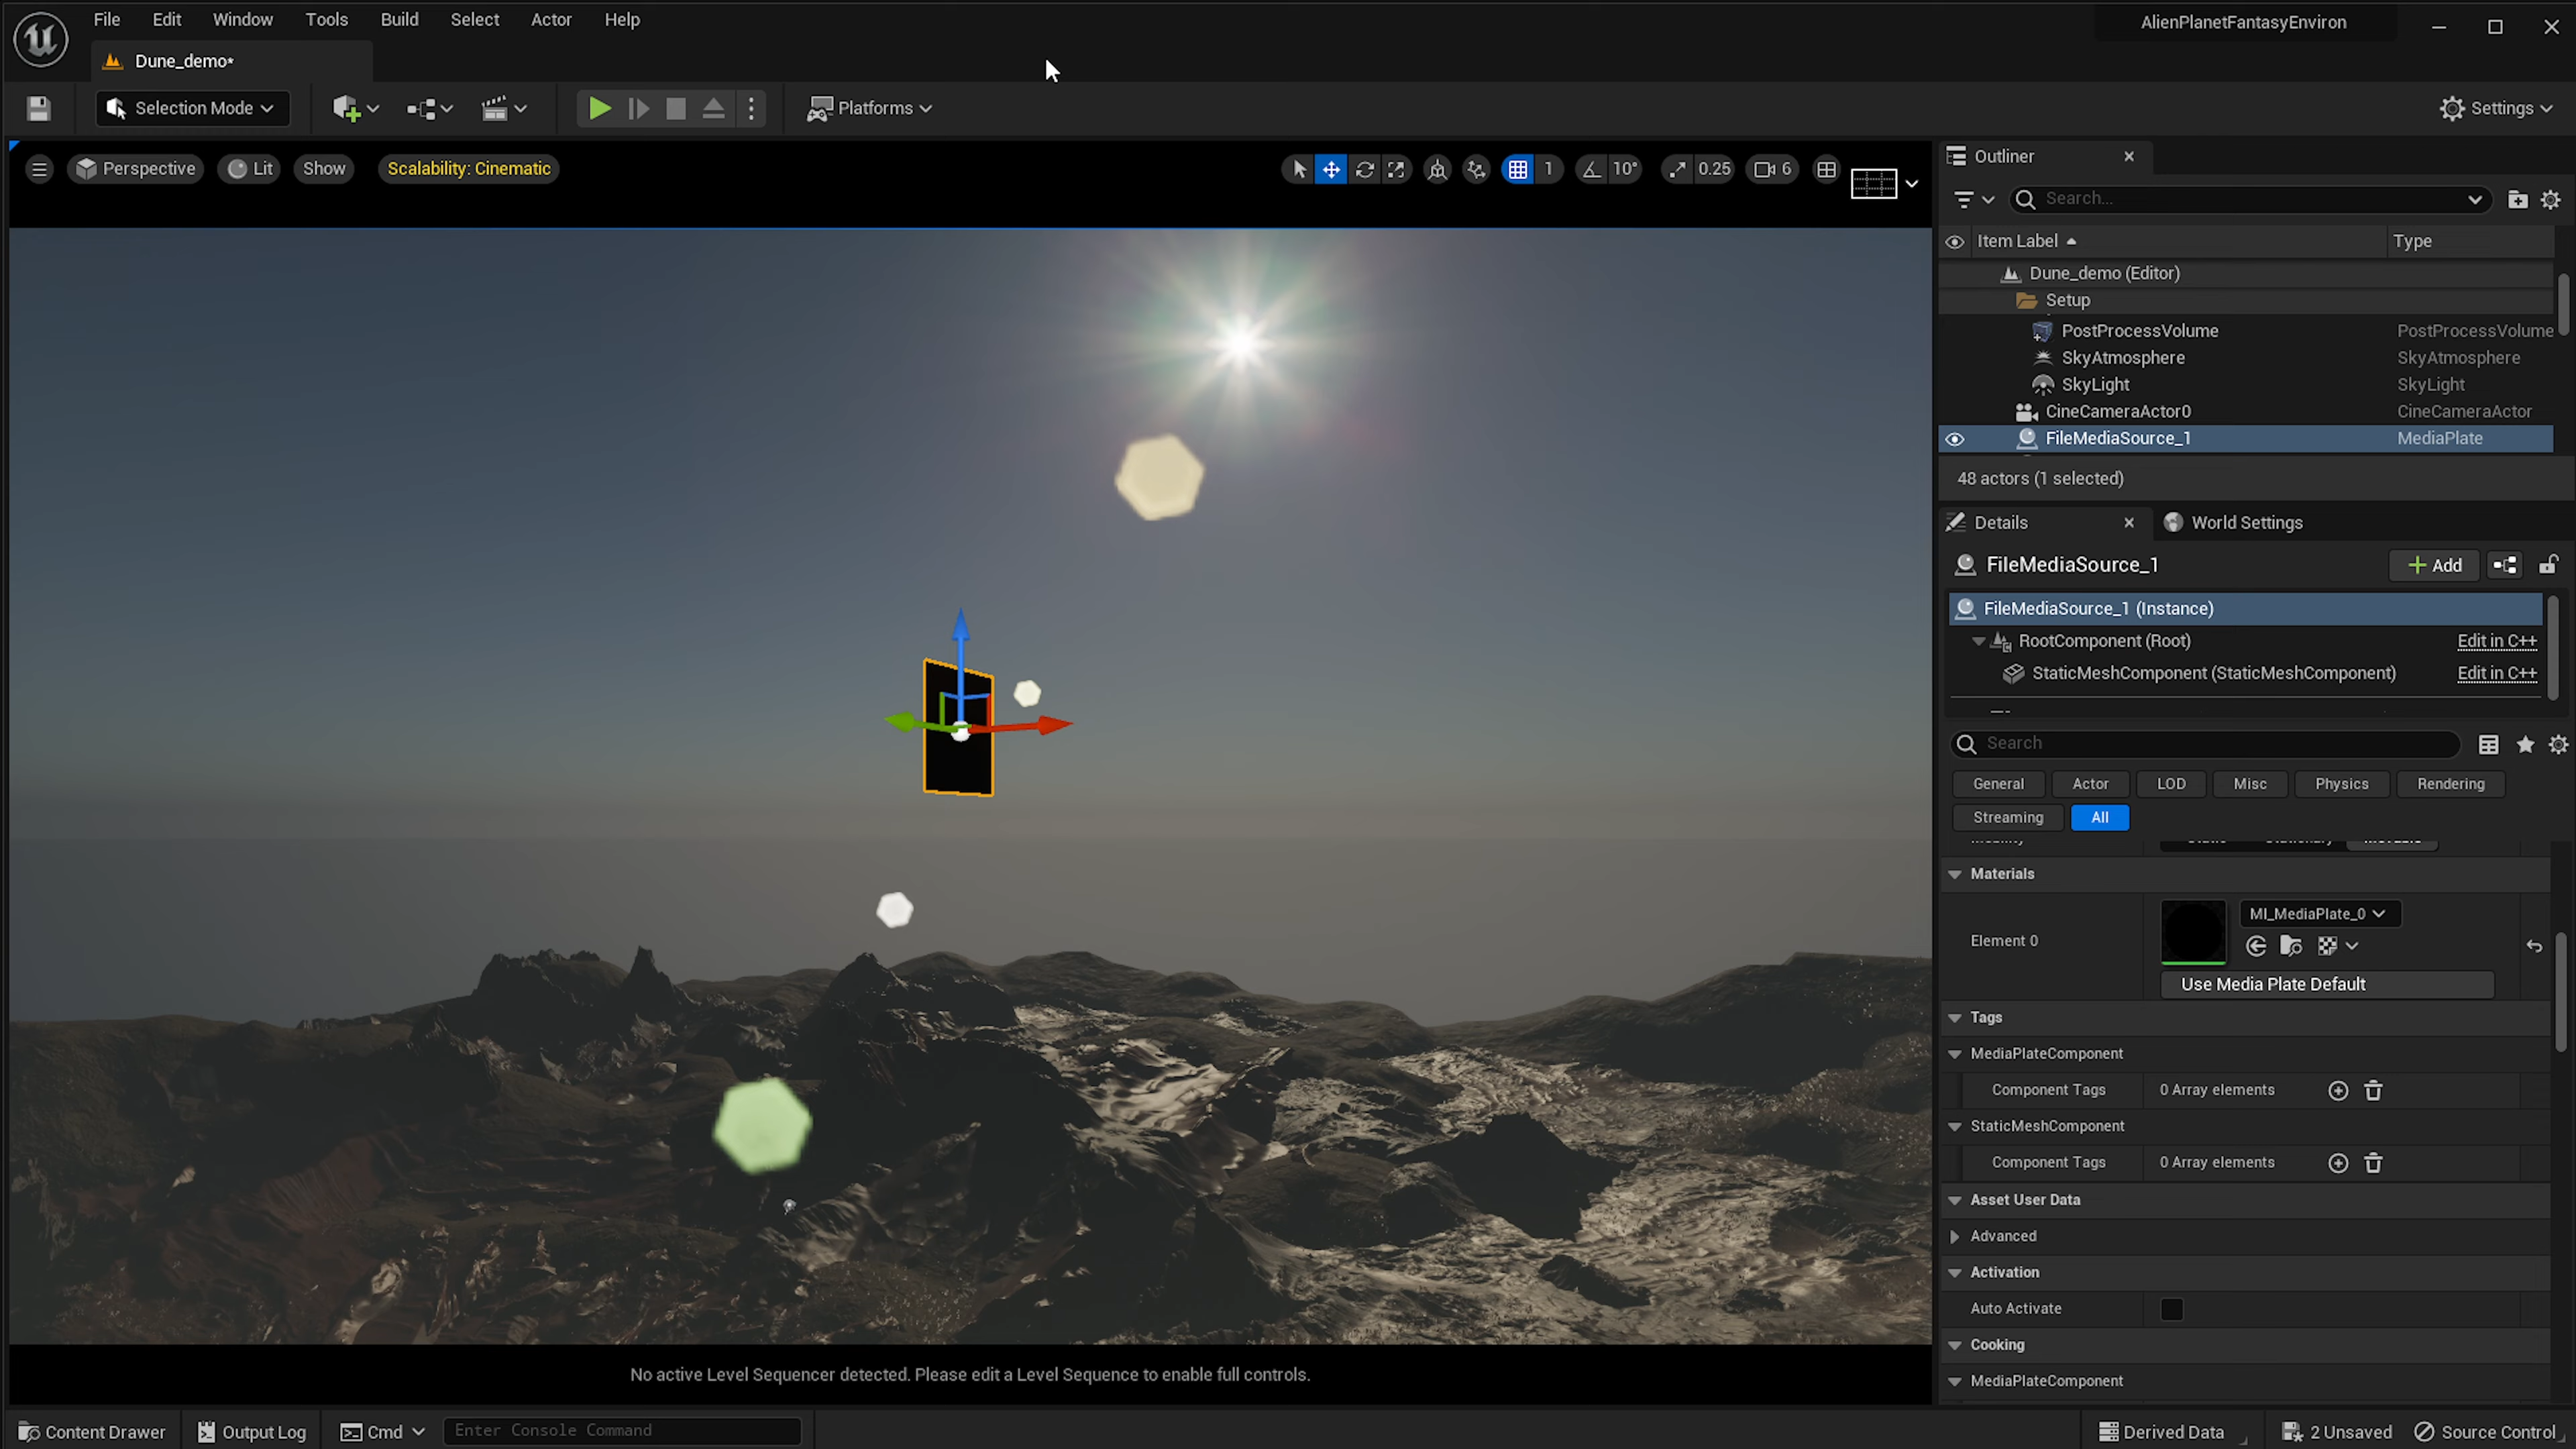 File Edit Window Tools Build Select Actor Help
AlienPlanetFantasyEnviron
Dune_demo*
Selection Mode
Platforms
Settings
Perspective Lit Show Scalability: Cinematic
1 10° 0.25 6
Outliner
Search...
Item Label Type
Dune_demo (Editor)
Setup
PostProcessVolume PostProcessVolume
SkyAtmosphere SkyAtmosphere
SkyLight SkyLight
CineCameraActor0 CineCameraActor
FileMediaSource_1 MediaPlate
48 actors (1 selected)
Details World Settings
FileMediaSource_1 Add
FileMediaSource_1 (Instance)
RootComponent (Root) Edit in C++
StaticMeshComponent (StaticMeshComponent) Edit in C++
Search
General Actor LOD Misc Physics Rendering
Streaming All
Materials
Element 0
MI_MediaPlate_0
Use Media Plate Default
Tags
MediaPlateComponent
Component Tags 0 Array elements
StaticMeshComponent
Component Tags 0 Array elements
Asset User Data
Advanced
Activation
Auto Activate
Cooking
MediaPlateComponent
No active Level Sequencer detected. Please edit a Level Sequence to enable full controls.
Content Drawer Output Log Cmd Enter Console Command
Derived Data 2 Unsaved Source Control